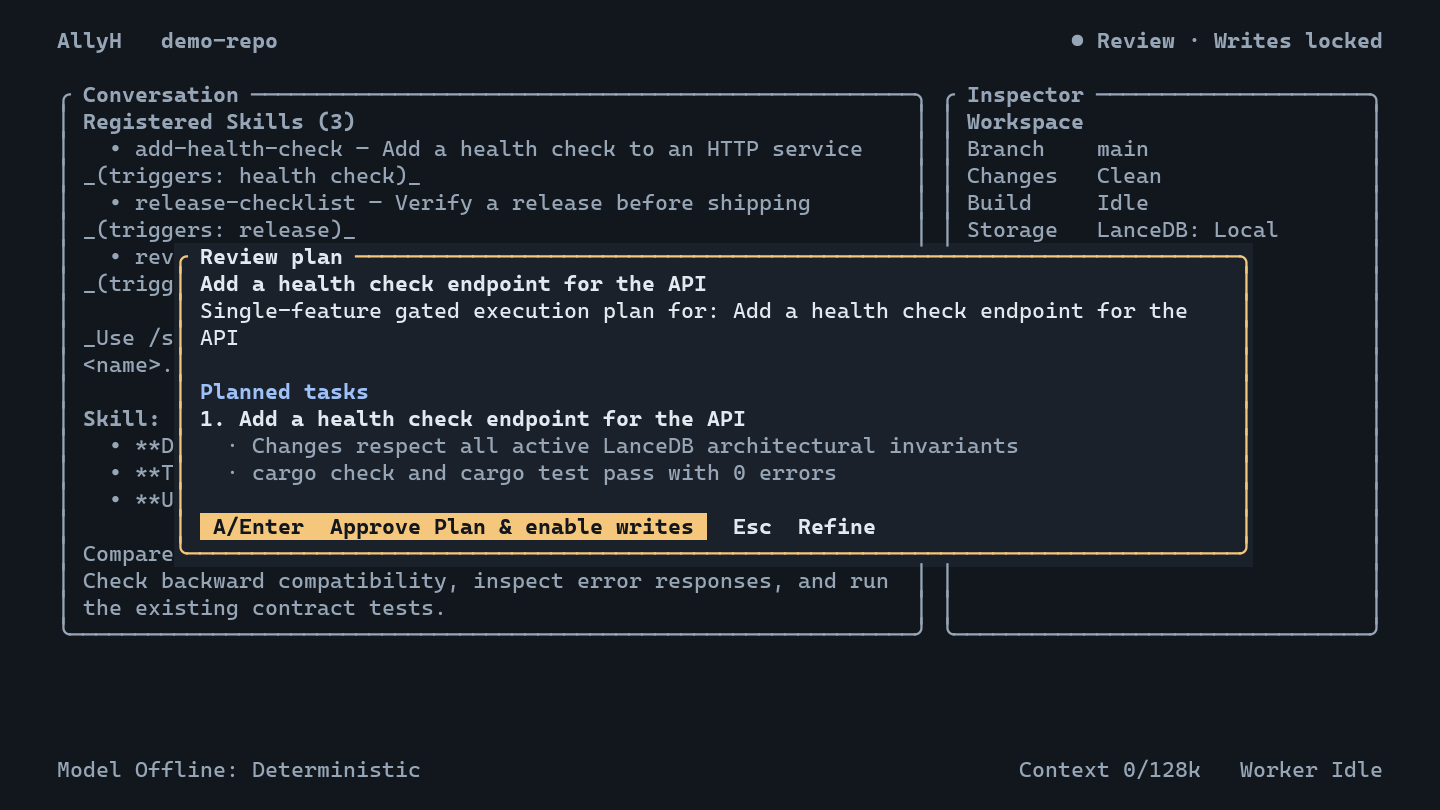 AllyH demo-repo
● Review · Writes locked
Conversation
Registered Skills (3)
• add-health-check — Add a health check to an HTTP service
_(triggers: health check)_
• release-checklist — Verify a release before shipping
_(triggers: release)_
• rev
_(trigg
_Use /s
<name>.
Skill:
• **D
• **T
• **U
Compare
Check backward compatibility, inspect error responses, and run
the existing contract tests.
Inspector
Workspace
Branch main
Changes Clean
Build Idle
Storage LanceDB: Local
Review plan
Add a health check endpoint for the API
Single-feature gated execution plan for: Add a health check endpoint for the
API
Planned tasks
1. Add a health check endpoint for the API
· Changes respect all active LanceDB architectural invariants
· cargo check and cargo test pass with 0 errors
A/Enter Approve Plan & enable writes Esc Refine
Model Offline: Deterministic
Context 0/128k Worker Idle